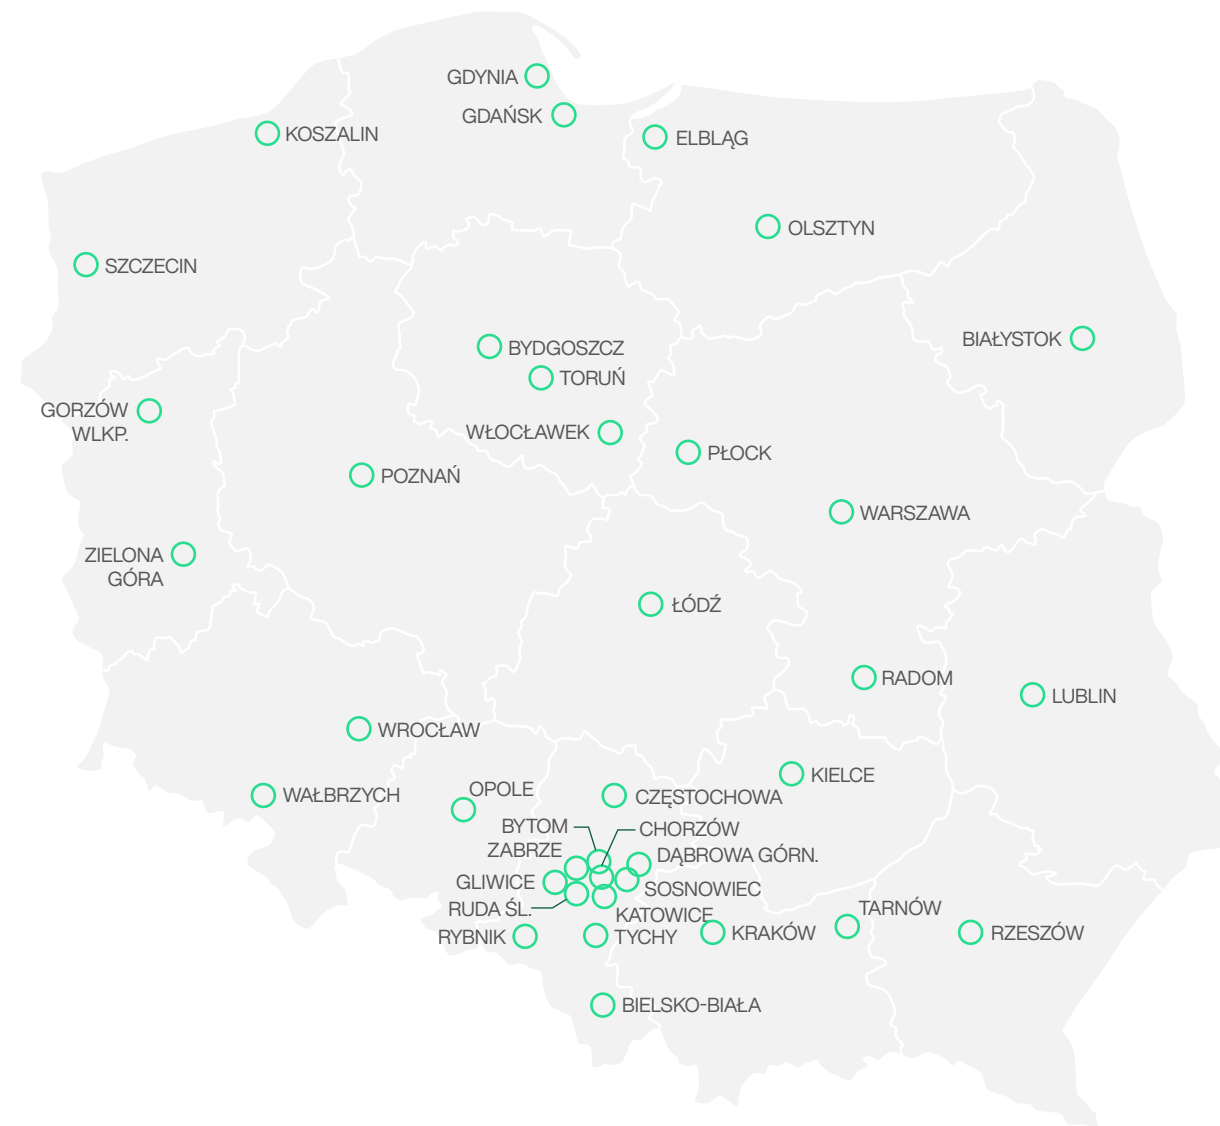 GDYNIA
GDAŃSK
KOSZALIN
ELBLĄG
OLSZTYN
SZCZECIN
BIAŁYSTOK
BYDGOSZCZ
TORUŃ
GORZÓW
WLKP.
WŁOCŁAWEK
PŁOCK
POZNAŃ
WARSZAWA
ZIELONA
GÓRA
ŁÓDŹ
RADOM
LUBLIN
WROCŁAW
KIELCE
OPOLE
WAŁBRZYCH
CZĘSTOCHOWA
BYTOM
CHORZÓW
ZABRZE
DĄBROWA GÓRN.
GLIWICE
SOSNOWIEC
RUDA ŚL.
KATOWICE
TARNÓW
RYBNIK
TYCHY
KRAKÓW
RZESZÓW
BIELSKO-BIAŁA